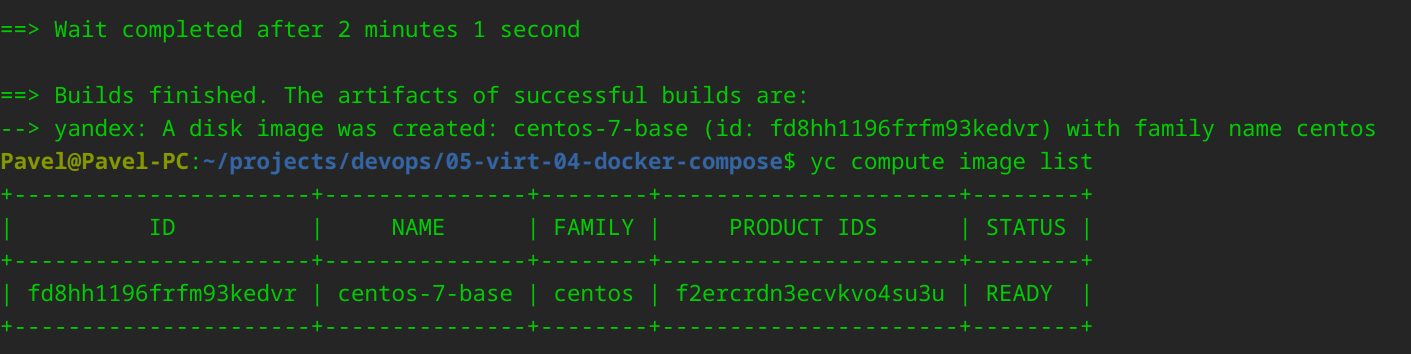 ==> Wait completed after 2 minutes 1 second
==> Builds finished. The artifacts of successful builds are:
--> yandex: A disk image was created: centos-7-base (id: fd8hh1196frfm93kedvr) with family name centos
Pavel@Pavel-PC:~/projects/devops/05-virt-04-docker-compose$ yc compute image list
+----------------------+---------------+--------+----------------------+--------+
|          ID          |     NAME      | FAMILY |     PRODUCT IDS      | STATUS |
+----------------------+---------------+--------+----------------------+--------+
| fd8hh1196frfm93kedvr | centos-7-base | centos | f2ercrdn3ecvkvo4su3u | READY  |
+----------------------+---------------+--------+----------------------+--------+